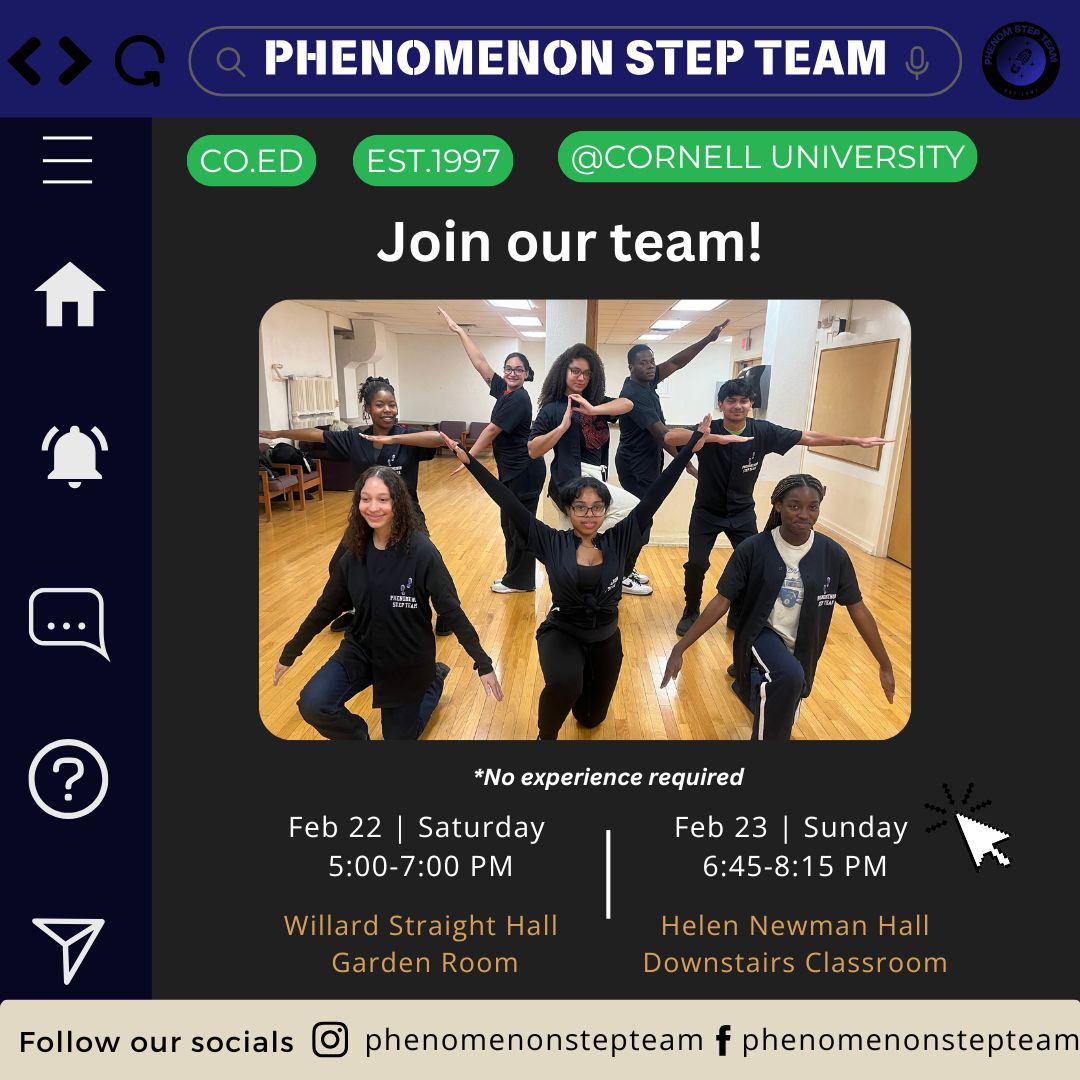 PHENOMENON STEP TEAM
PHENOM STEP TEAM
CO.ED
EST.1997
@CORNELL UNIVERSITY
Join our team!
PHENOMENON
STEP TEAM
*No experience required
Feb 22 | Saturday
5:00-7:00 PM
Willard Straight Hall
Garden Room
Feb 23 | Sunday
6:45-8:15 PM
Helen Newman Hall
Downstairs Classroom
Follow our socials
phenomenonstepteam
phenomenonstepteam